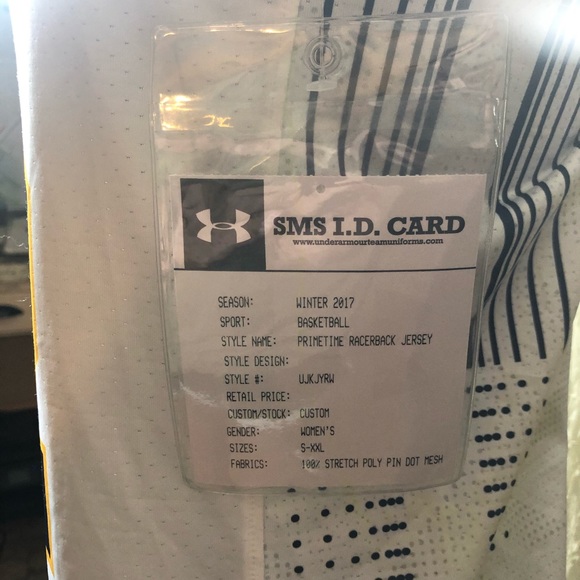 SMS I.D. CARD
www.underarmourteamuniforms.com
SEASON: WINTER 2017
SPORT: BASKETBALL
STYLE NAME: PRIMETIME RACERBACK JERSEY
STYLE DESIGN:
STYLE #: UJKJYRW
RETAIL PRICE:
CUSTOM/STOCK: CUSTOM
GENDER: WOMEN'S
SIZES: S-XXL
FABRICS: 100% STRETCH POLY PIN DOT MESH